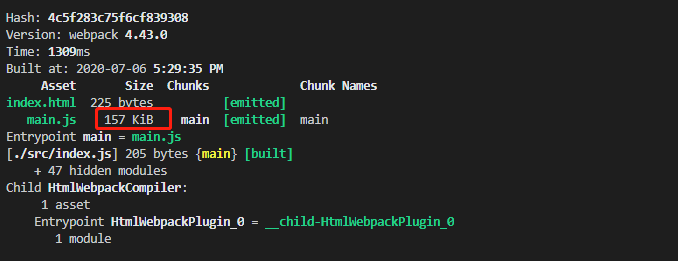 Hash: 4c5f283c75f6cf839308
Version: webpack 4.43.0
Time: 1309ms
Built at: 2020-07-06 5:29:35 PM
Asset Size Chunks Chunk Names
index.html 225 bytes [emitted]
main.js 157 KiB main [emitted] main
Entrypoint main = main.js
[./src/index.js] 205 bytes {main} [built]
+ 47 hidden modules
Child HtmlWebpackCompiler:
1 asset
Entrypoint HtmlWebpackPlugin_0 = __child-HtmlWebpackPlugin_0
1 module